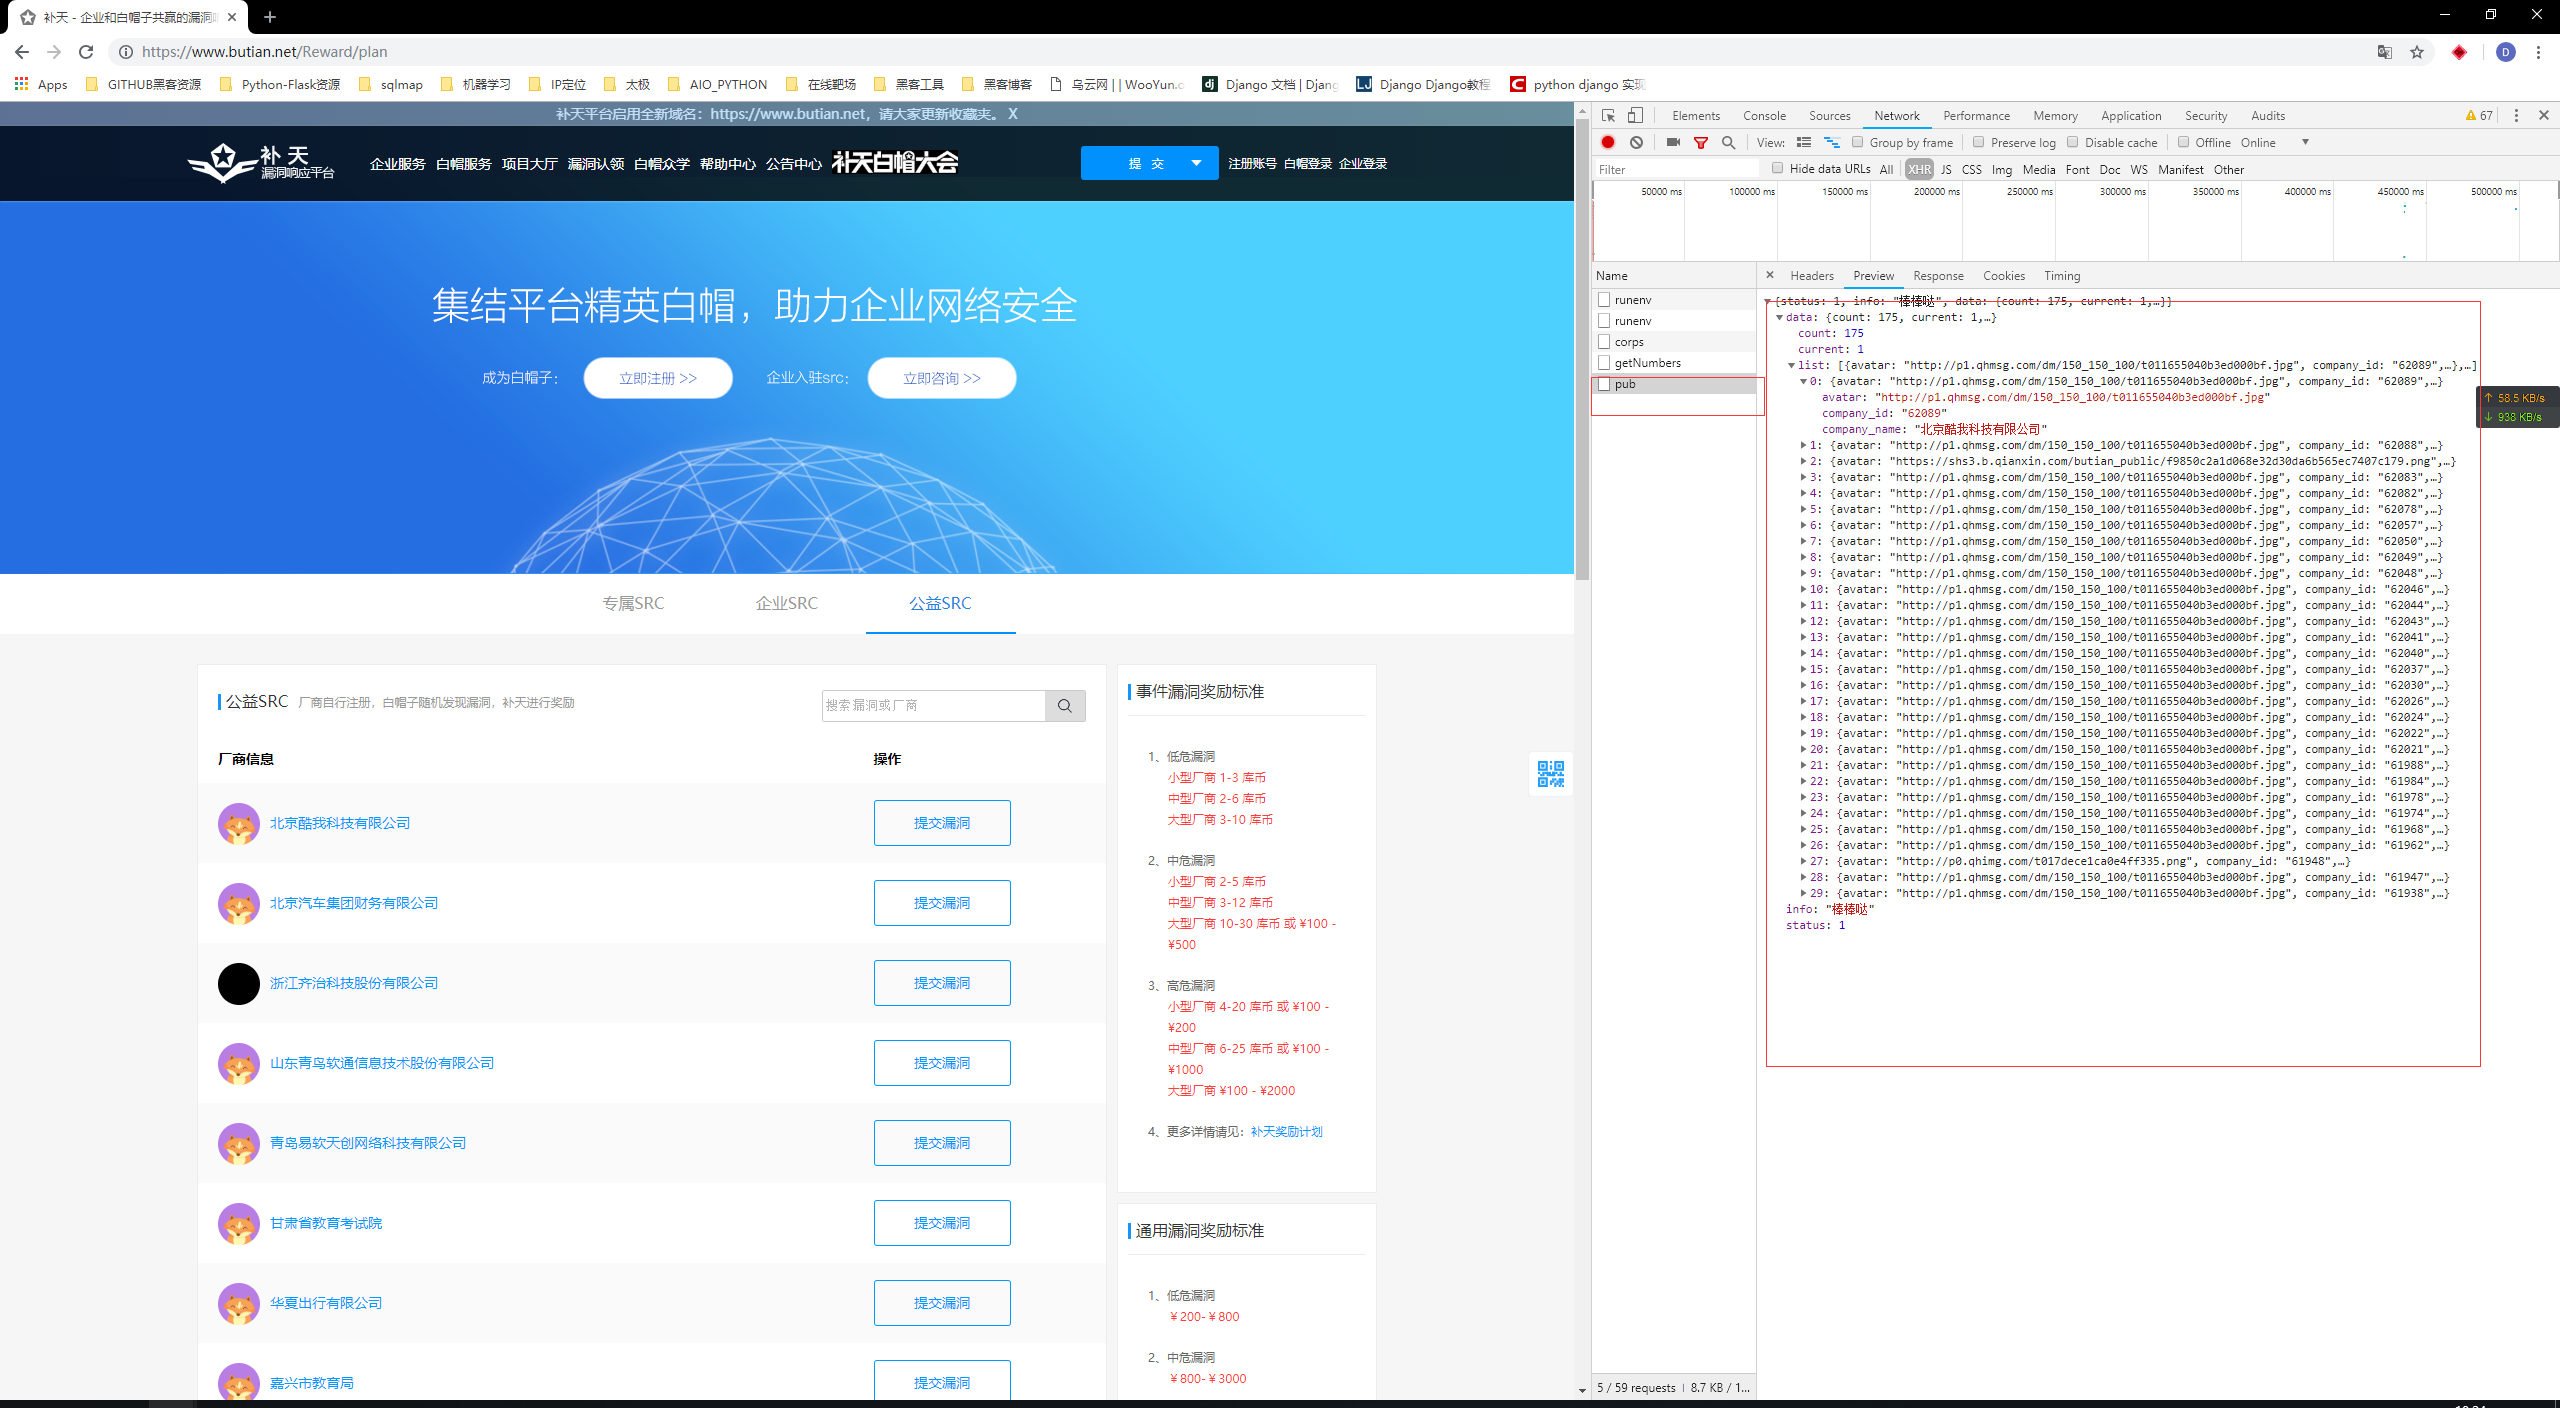 补天 - 企业和白帽子共赢的漏洞
https://www.butian.net/Reward/plan
D
Apps
GITHUB黑客资源
Python-Flask资源
sqlmap
机器学习
IP定位
太极
AIO_PYTHON
在线靶场
黑客工具
黑客博客
乌云网 | | WooYun.o
Django 文档 | Djang
Django Django教程
python django 实现
补天平台启用全新域名：https://www.butian.net，请大家更新收藏夹。 X
补天
漏洞响应平台
企业服务 白帽服务 项目大厅 漏洞认领 白帽众学 帮助中心 公告中心 补天白帽大会
提 交
注册账号 白帽登录 企业登录
集结平台精英白帽，助力企业网络安全
成为白帽子：
立即注册 >>
企业入驻src：
立即咨询 >>
专属SRC
企业SRC
公益SRC
公益SRC 厂商自行注册，白帽子随机发现漏洞，补天进行奖励
搜索漏洞或厂商
厂商信息
操作
北京酷我科技有限公司
提交漏洞
北京汽车集团财务有限公司
提交漏洞
浙江齐治科技股份有限公司
提交漏洞
山东青鸟软通信息技术股份有限公司
提交漏洞
青岛易软天创网络科技有限公司
提交漏洞
甘肃省教育考试院
提交漏洞
华夏出行有限公司
提交漏洞
嘉兴市教育局
提交漏洞
事件漏洞奖励标准
1、低危漏洞
小型厂商 1-3 库币
中型厂商 2-6 库币
大型厂商 3-10 库币
2、中危漏洞
小型厂商 2-5 库币
中型厂商 3-12 库币
大型厂商 10-30 库币 或 ¥100 -
¥500
3、高危漏洞
小型厂商 4-20 库币 或 ¥100 -
¥200
中型厂商 6-25 库币 或 ¥100 -
¥1000
大型厂商 ¥100 - ¥2000
4、更多详情请见：补天奖励计划
通用漏洞奖励标准
1、低危漏洞
￥200-￥800
2、中危漏洞
￥800-￥3000
Elements Console Sources Network Performance Memory Application Security Audits
67
View:
Group by frame
Preserve log
Disable cache
Offline
Online
Filter
Hide data URLs
All XHR JS CSS Img Media Font Doc WS Manifest Other
50000 ms 100000 ms 150000 ms 200000 ms 250000 ms 300000 ms 350000 ms 400000 ms 450000 ms 500000 ms
Name
runenv
runenv
corps
getNumbers
pub
5 / 59 requests | 8.7 KB / 1...
Headers Preview Response Cookies Timing
{status: 1, info: "棒棒哒", data: {count: 175, current: 1,…}}
data: {count: 175, current: 1,…}
count: 175
current: 1
list: [{avatar: "http://p1.qhmsg.com/dm/150_150_100/t011655040b3ed000bf.jpg", company_id: "62089",…},…]
0: {avatar: "http://p1.qhmsg.com/dm/150_150_100/t011655040b3ed000bf.jpg", company_id: "62089",…}
avatar: "http://p1.qhmsg.com/dm/150_150_100/t011655040b3ed000bf.jpg"
company_id: "62089"
company_name: "北京酷我科技有限公司"
1: {avatar: "http://p1.qhmsg.com/dm/150_150_100/t011655040b3ed000bf.jpg", company_id: "62088",…}
2: {avatar: "https://shs3.b.qianxin.com/butian_public/f9850c2a1d068e32d30da6b565ec7407c179.png",…}
3: {avatar: "http://p1.qhmsg.com/dm/150_150_100/t011655040b3ed000bf.jpg", company_id: "62083",…}
4: {avatar: "http://p1.qhmsg.com/dm/150_150_100/t011655040b3ed000bf.jpg", company_id: "62082",…}
5: {avatar: "http://p1.qhmsg.com/dm/150_150_100/t011655040b3ed000bf.jpg", company_id: "62078",…}
6: {avatar: "http://p1.qhmsg.com/dm/150_150_100/t011655040b3ed000bf.jpg", company_id: "62057",…}
7: {avatar: "http://p1.qhmsg.com/dm/150_150_100/t011655040b3ed000bf.jpg", company_id: "62050",…}
8: {avatar: "http://p1.qhmsg.com/dm/150_150_100/t011655040b3ed000bf.jpg", company_id: "62049",…}
9: {avatar: "http://p1.qhmsg.com/dm/150_150_100/t011655040b3ed000bf.jpg", company_id: "62048",…}
10: {avatar: "http://p1.qhmsg.com/dm/150_150_100/t011655040b3ed000bf.jpg", company_id: "62046",…}
11: {avatar: "http://p1.qhmsg.com/dm/150_150_100/t011655040b3ed000bf.jpg", company_id: "62044",…}
12: {avatar: "http://p1.qhmsg.com/dm/150_150_100/t011655040b3ed000bf.jpg", company_id: "62043",…}
13: {avatar: "http://p1.qhmsg.com/dm/150_150_100/t011655040b3ed000bf.jpg", company_id: "62041",…}
14: {avatar: "http://p1.qhmsg.com/dm/150_150_100/t011655040b3ed000bf.jpg", company_id: "62040",…}
15: {avatar: "http://p1.qhmsg.com/dm/150_150_100/t011655040b3ed000bf.jpg", company_id: "62037",…}
16: {avatar: "http://p1.qhmsg.com/dm/150_150_100/t011655040b3ed000bf.jpg", company_id: "62030",…}
17: {avatar: "http://p1.qhmsg.com/dm/150_150_100/t011655040b3ed000bf.jpg", company_id: "62026",…}
18: {avatar: "http://p1.qhmsg.com/dm/150_150_100/t011655040b3ed000bf.jpg", company_id: "62024",…}
19: {avatar: "http://p1.qhmsg.com/dm/150_150_100/t011655040b3ed000bf.jpg", company_id: "62022",…}
20: {avatar: "http://p1.qhmsg.com/dm/150_150_100/t011655040b3ed000bf.jpg", company_id: "62021",…}
21: {avatar: "http://p1.qhmsg.com/dm/150_150_100/t011655040b3ed000bf.jpg", company_id: "61988",…}
22: {avatar: "http://p1.qhmsg.com/dm/150_150_100/t011655040b3ed000bf.jpg", company_id: "61984",…}
23: {avatar: "http://p1.qhmsg.com/dm/150_150_100/t011655040b3ed000bf.jpg", company_id: "61978",…}
24: {avatar: "http://p1.qhmsg.com/dm/150_150_100/t011655040b3ed000bf.jpg", company_id: "61974",…}
25: {avatar: "http://p1.qhmsg.com/dm/150_150_100/t011655040b3ed000bf.jpg", company_id: "61968",…}
26: {avatar: "http://p1.qhmsg.com/dm/150_150_100/t011655040b3ed000bf.jpg", company_id: "61962",…}
27: {avatar: "http://p0.qhimg.com/t017dece1ca0e4ff335.png", company_id: "61948",…}
28: {avatar: "http://p1.qhmsg.com/dm/150_150_100/t011655040b3ed000bf.jpg", company_id: "61947",…}
29: {avatar: "http://p1.qhmsg.com/dm/150_150_100/t011655040b3ed000bf.jpg", company_id: "61938",…}
info: "棒棒哒"
status: 1
↑ 58.5 KB/s
↓ 938 KB/s